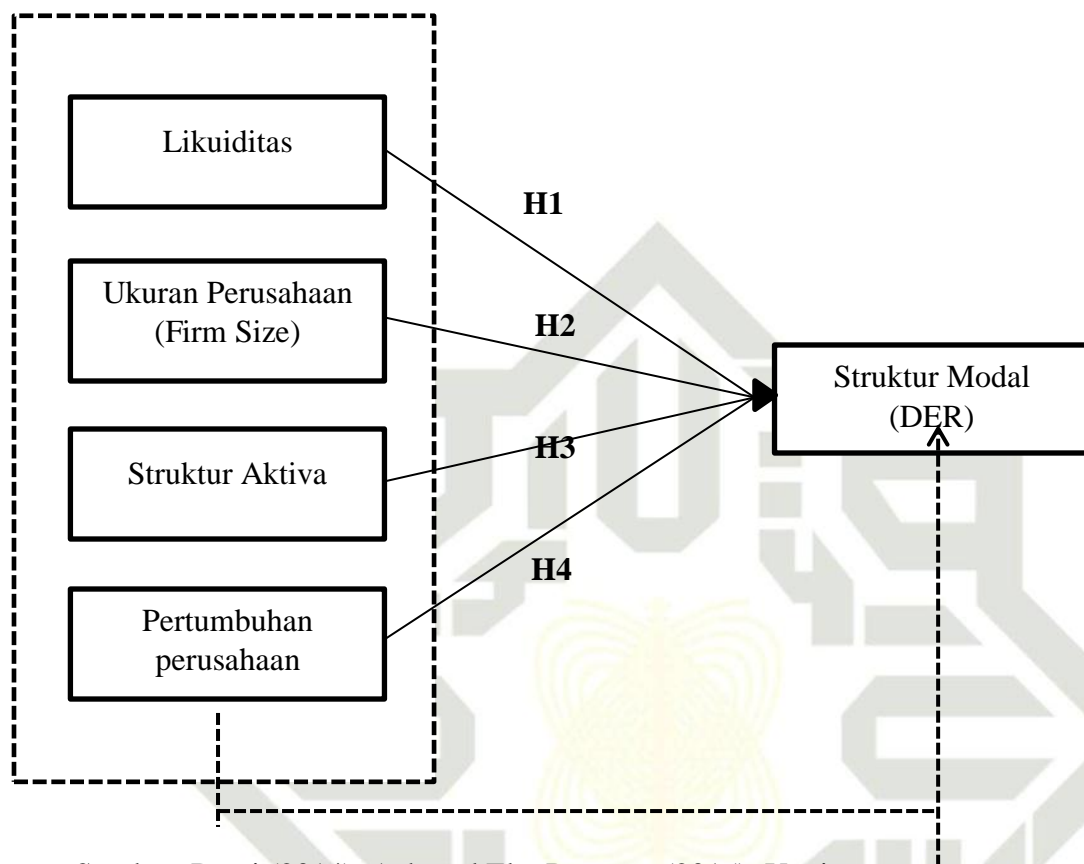 Likuiditas
H1
Ukuran Perusahaan
(Firm Size)
H2
Struktur Modal
(DER)
Struktur Aktiva
H3
H4
Pertumbuhan
perusahaan